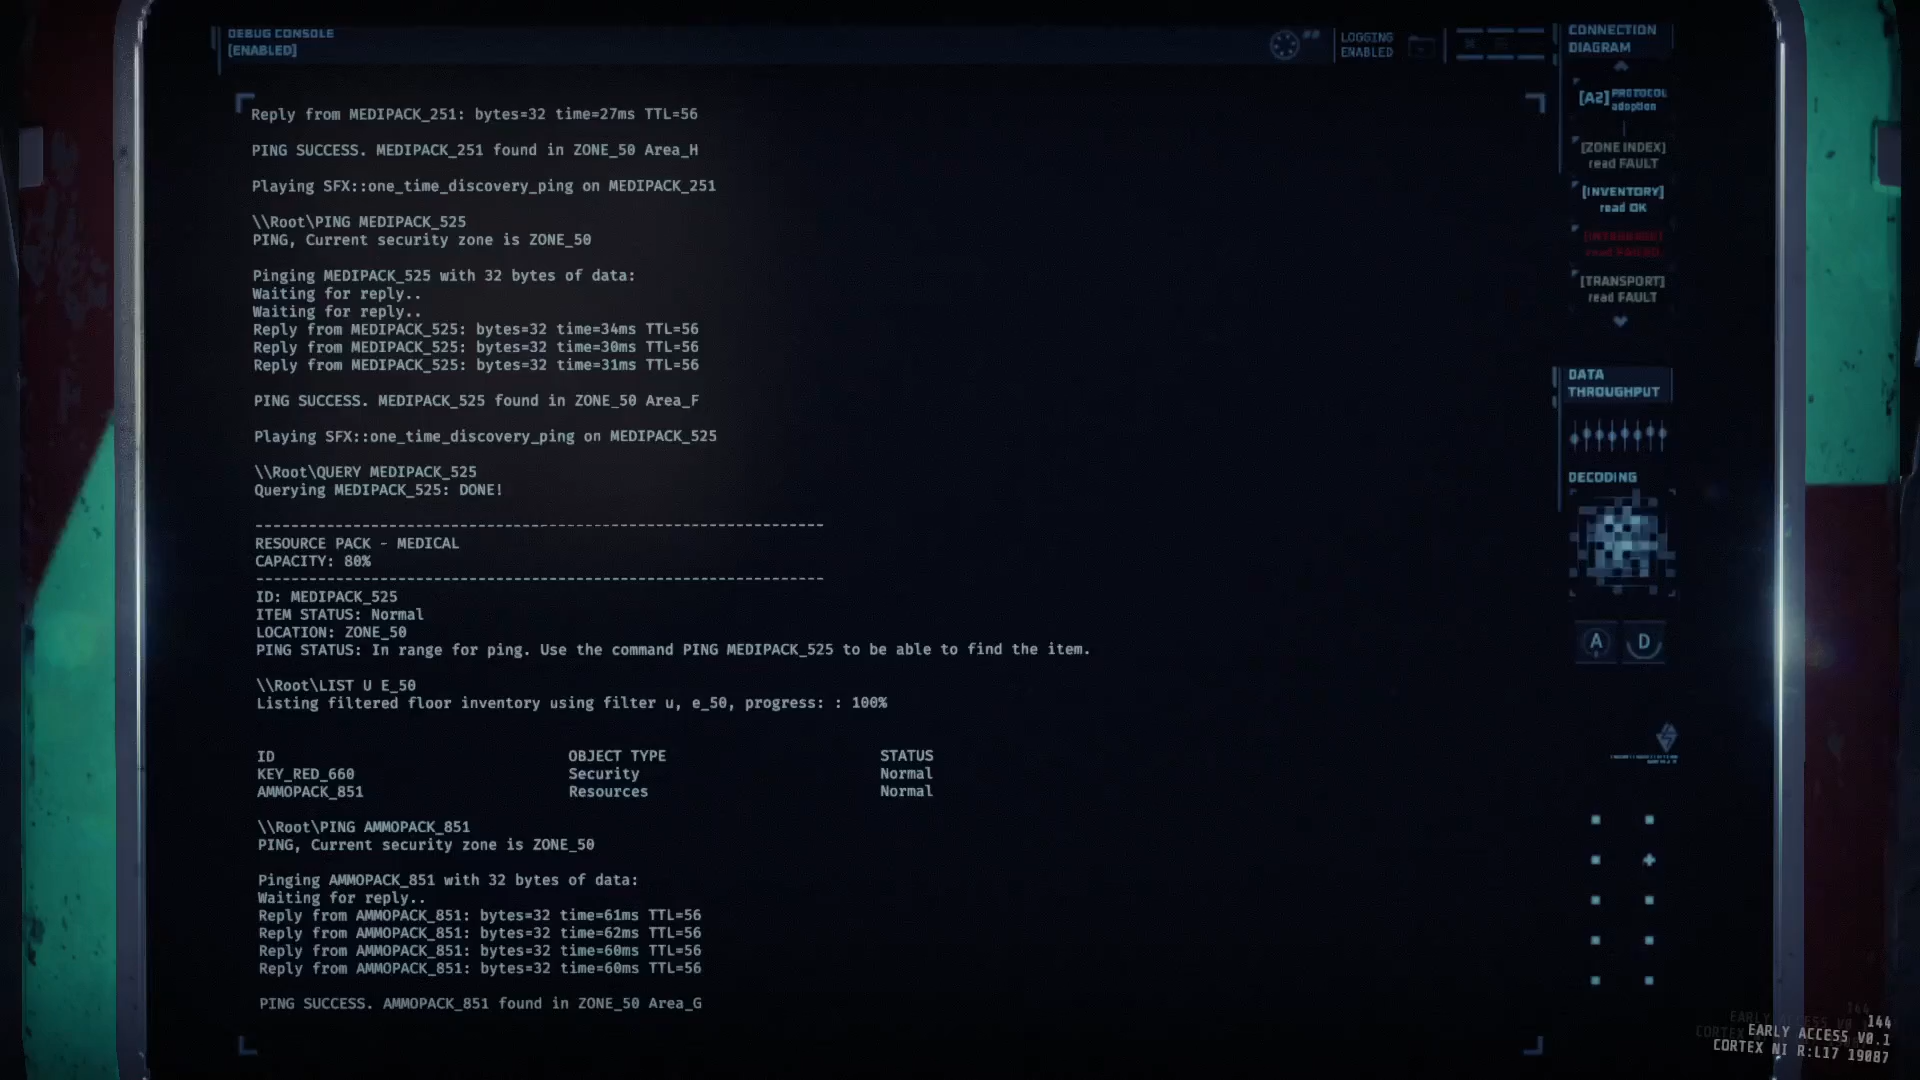 DEBUG CONSOLE
[ENABLED]
LOGGING
ENABLED
Reply from MEDIPACK_251: bytes=32 time=27ms TTL=56
PING SUCCESS. MEDIPACK_251 found in ZONE_50 Area_H
Playing SFX::one_time_discovery_ping on MEDIPACK_251
\\Root\PING MEDIPACK_525
PING, Current security zone is ZONE_50
Pinging MEDIPACK_525 with 32 bytes of data:
Waiting for reply..
Waiting for reply..
Reply from MEDIPACK_525: bytes=32 time=34ms TTL=56
Reply from MEDIPACK_525: bytes=32 time=30ms TTL=56
Reply from MEDIPACK_525: bytes=32 time=31ms TTL=56
PING SUCCESS. MEDIPACK_525 found in ZONE_50 Area_F
Playing SFX::one_time_discovery_ping on MEDIPACK_525
\\Root\QUERY MEDIPACK_525
Querying MEDIPACK_525: DONE!
----------------------------------------------------------------
RESOURCE PACK - MEDICAL
CAPACITY: 80%
----------------------------------------------------------------
ID: MEDIPACK_525
ITEM STATUS: Normal
LOCATION: ZONE_50
PING STATUS: In range for ping. Use the command PING MEDIPACK_525 to be able to find the item.
\\Root\LIST U E_50
Listing filtered floor inventory using filter u, e_50, progress: : 100%
ID OBJECT TYPE STATUS
KEY_RED_660 Security Normal
AMMOPACK_851 Resources Normal
\\Root\PING AMMOPACK_851
PING, Current security zone is ZONE_50
Pinging AMMOPACK_851 with 32 bytes of data:
Waiting for reply..
Reply from AMMOPACK_851: bytes=32 time=61ms TTL=56
Reply from AMMOPACK_851: bytes=32 time=62ms TTL=56
Reply from AMMOPACK_851: bytes=32 time=60ms TTL=56
Reply from AMMOPACK_851: bytes=32 time=60ms TTL=56
PING SUCCESS. AMMOPACK_851 found in ZONE_50 Area_G
CONNECTION
DIAGRAM
[A2] PROTOCOL
adoption
[ZONE INDEX]
read FAULT
[INVENTORY]
read OK
read FAILED
[TRANSPORT]
read FAULT
DATA
THROUGHPUT
DECODING
A D
144
EARLY ACCESS V0.1
CORTEX NI R:L17 19087